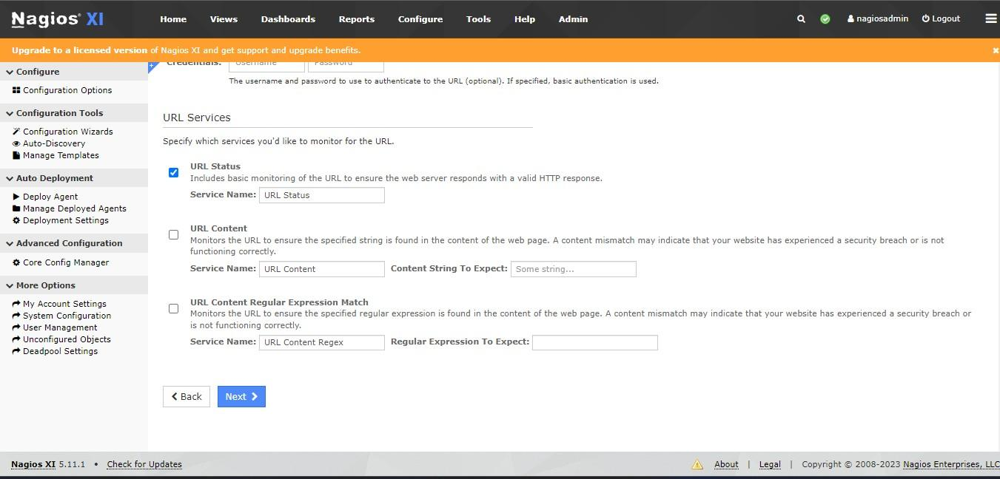 Nagios® XI
Home Views Dashboards Reports Configure Tools Help Admin nagiosadmin Logout
Upgrade to a licensed version of Nagios XI and get support and upgrade benefits.
Configure
Configuration Options
Configuration Tools
Configuration Wizards
Auto-Discovery
Manage Templates
Auto Deployment
Deploy Agent
Manage Deployed Agents
Deployment Settings
Advanced Configuration
Core Config Manager
More Options
My Account Settings
System Configuration
User Management
Unconfigured Objects
Deadpool Settings
Credentials: Username Password
The username and password to use to authenticate to the URL (optional). If specified, basic authentication is used.
URL Services
Specify which services you'd like to monitor for the URL.
URL Status
Includes basic monitoring of the URL to ensure the web server responds with a valid HTTP response.
Service Name: URL Status
URL Content
Monitors the URL to ensure the specified string is found in the content of the web page. A content mismatch may indicate that your website has experienced a security breach or is not
functioning correctly.
Service Name: URL Content Content String To Expect: Some string...
URL Content Regular Expression Match
Monitors the URL to ensure the specified regular expression is found in the content of the web page. A content mismatch may indicate that your website has experienced a security breach or
is not functioning correctly.
Service Name: URL Content Regex Regular Expression To Expect:
Back Next
Nagios XI 5.11.1 • Check for Updates About | Legal | Copyright © 2008-2023 Nagios Enterprises, LLC